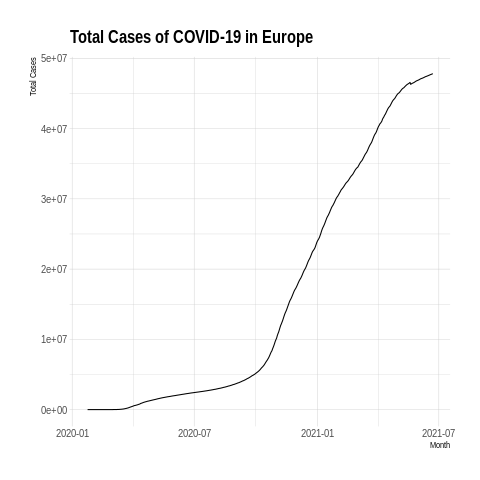 Total Cases of COVID-19 in Europe
Total Cases
5e+07
4e+07
3e+07
2e+07
1e+07
0e+00
2020-01 2020-07 2021-01 2021-07
Month